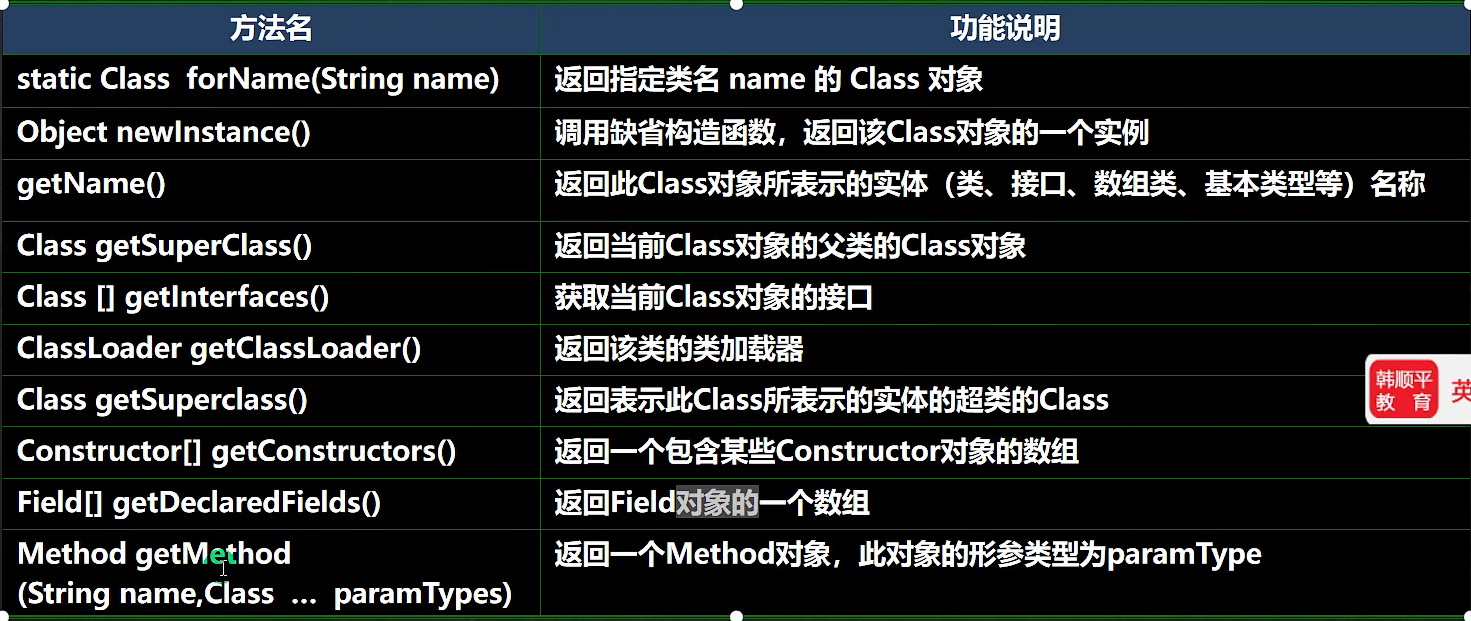 方法名 功能说明
static Class forName(String name) 返回指定类名 name 的 Class 对象
Object newInstance() 调用缺省构造函数，返回该Class对象的一个实例
getName() 返回此Class对象所表示的实体（类、接口、数组类、基本类型等）名称
Class getSuperClass() 返回当前Class对象的父类的Class对象
Class [] getInterfaces() 获取当前Class对象的接口
ClassLoader getClassLoader() 返回该类的类加载器
Class getSuperclass() 返回表示此Class所表示的实体的超类的Class
Constructor[] getConstructors() 返回一个包含某些Constructor对象的数组
Field[] getDeclaredFields() 返回Field对象的一个数组
Method getMethod 返回一个Method对象，此对象的形参类型为paramType
(String name,Class … paramTypes)
韩顺平
教 育
英